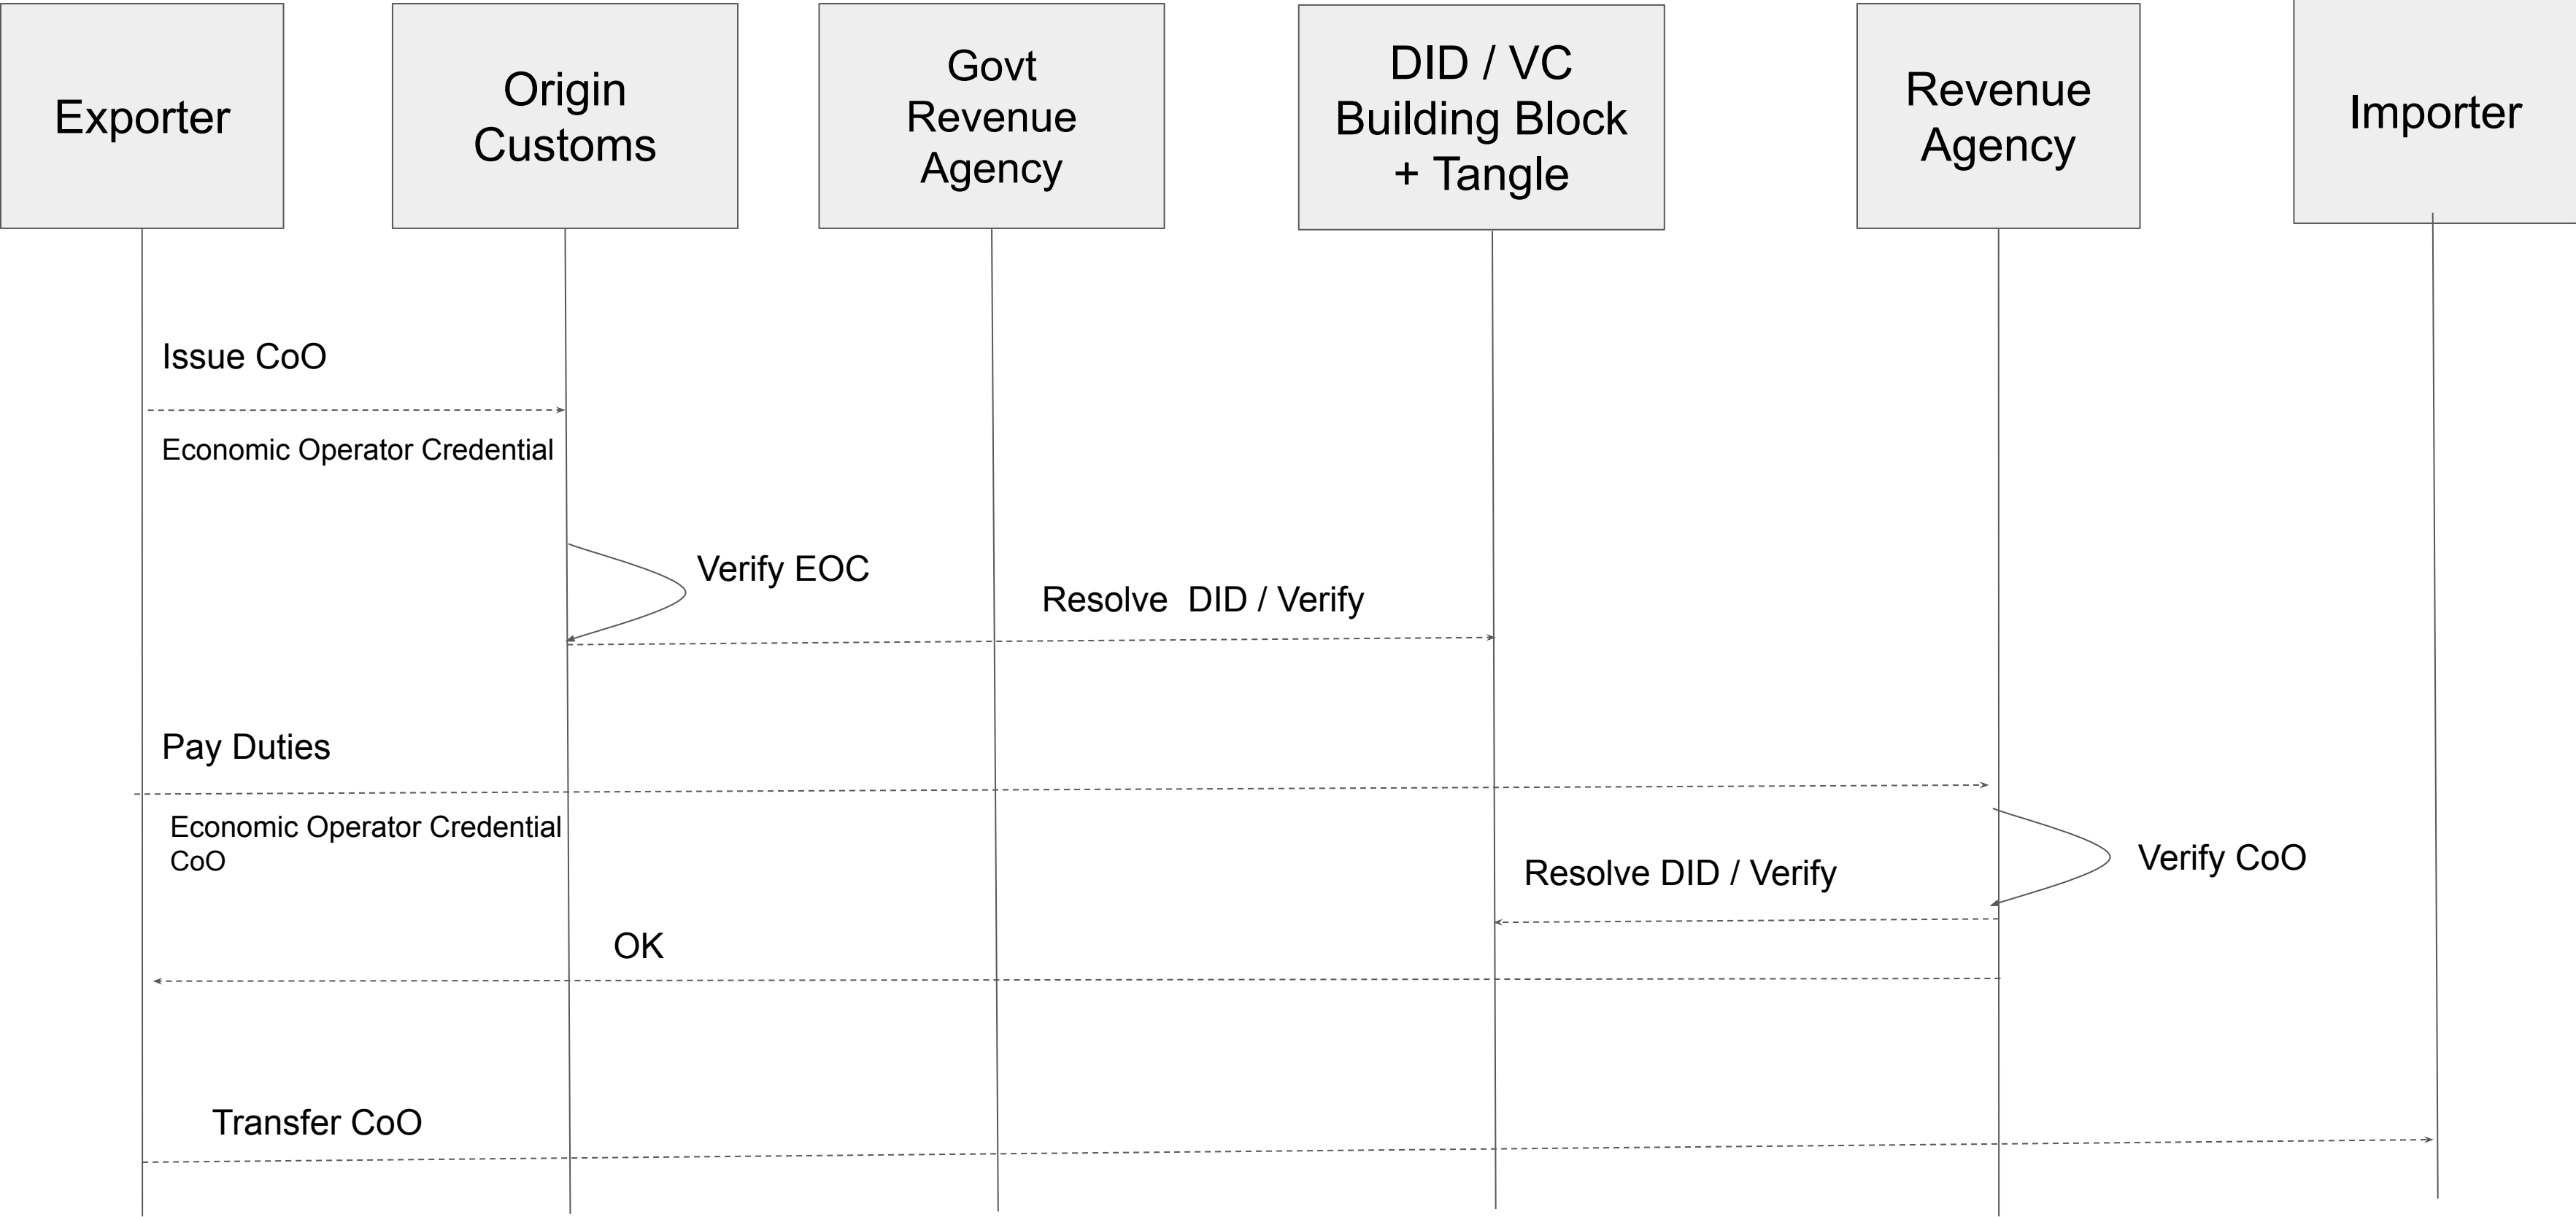 Exporter
Origin
Customs
Govt
Revenue
Agency
DID / VC
Building Block
+ Tangle
Revenue
Agency
Importer
Issue CoO
Economic Operator Credential
Verify EOC
Resolve  DID / Verify
Pay Duties
Economic Operator Credential
CoO
Resolve DID / Verify
Verify CoO
OK
Transfer CoO